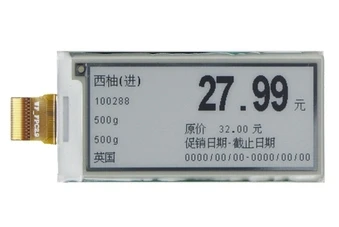 西柚(进)
100288
27.99 元
500g
原价 32.00 元
500g
促销日期-截止日期
英国
0000/00/00-0000/00/00